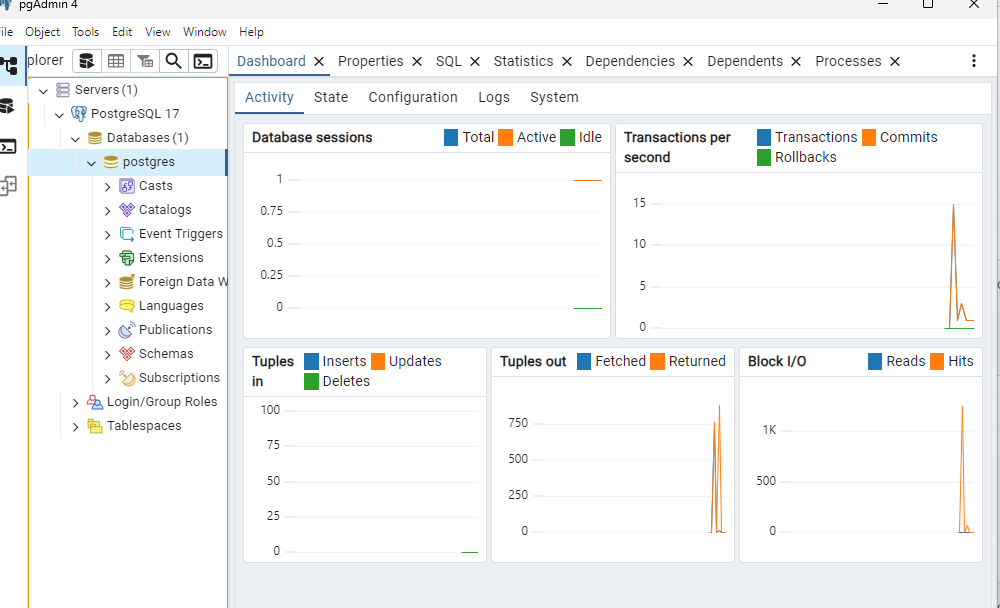 pgAdmin 4
ile Object Tools Edit View Window Help
plorer
Dashboard Properties SQL Statistics Dependencies Dependents Processes
Servers (1)
PostgreSQL 17
Databases (1)
postgres
Casts
Catalogs
Event Triggers
Extensions
Foreign Data W
Languages
Publications
Schemas
Subscriptions
Login/Group Roles
Tablespaces
Activity State Configuration Logs System
Database sessions Total Active Idle
1
0.75
0.5
0.25
0
Transactions per
second
Transactions Commits
Rollbacks
15
10
5
0
Tuples
in
Inserts Updates
Deletes
100
75
50
25
0
Tuples out Fetched Returned
750
500
250
0
Block I/O Reads Hits
1K
500
0